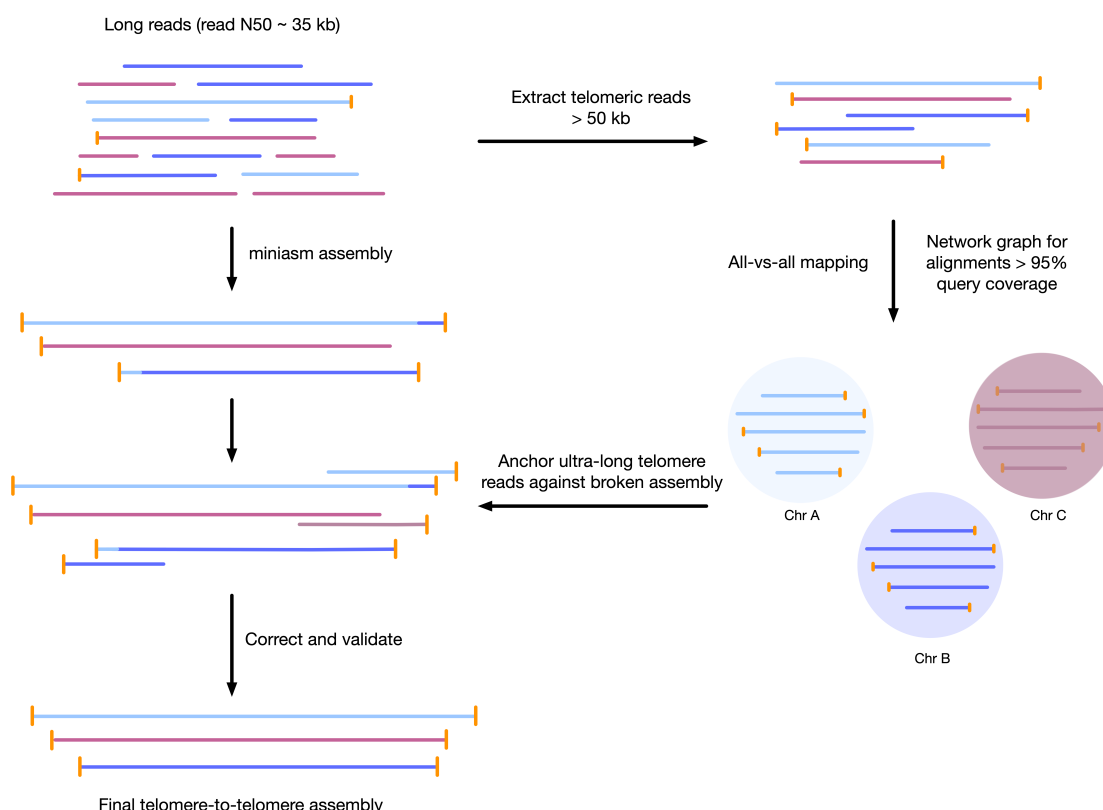 Long reads (read N50 ~ 35 kb)
Extract telomeric reads
> 50 kb
miniasm assembly
All-vs-all mapping
Network graph for
alignments > 95%
query coverage
Anchor ultra-long telomere
reads against broken assembly
Chr A
Chr C
Chr B
Correct and validate
Final telomere-to-telomere assembly